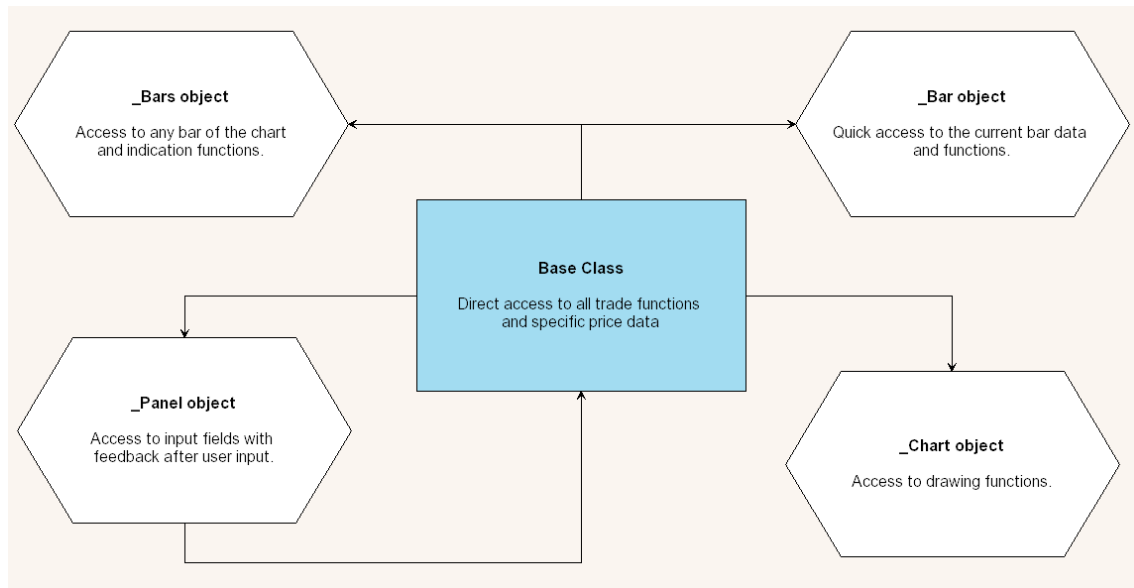 _Bars object
Access to any bar of the chart
and indication functions.
_Bar object
Quick access to the current bar data
and functions.
Base Class
Direct access to all trade functions
and specific price data
_Panel object
Access to input fields with
feedback after user input.
_Chart object
Access to drawing functions.